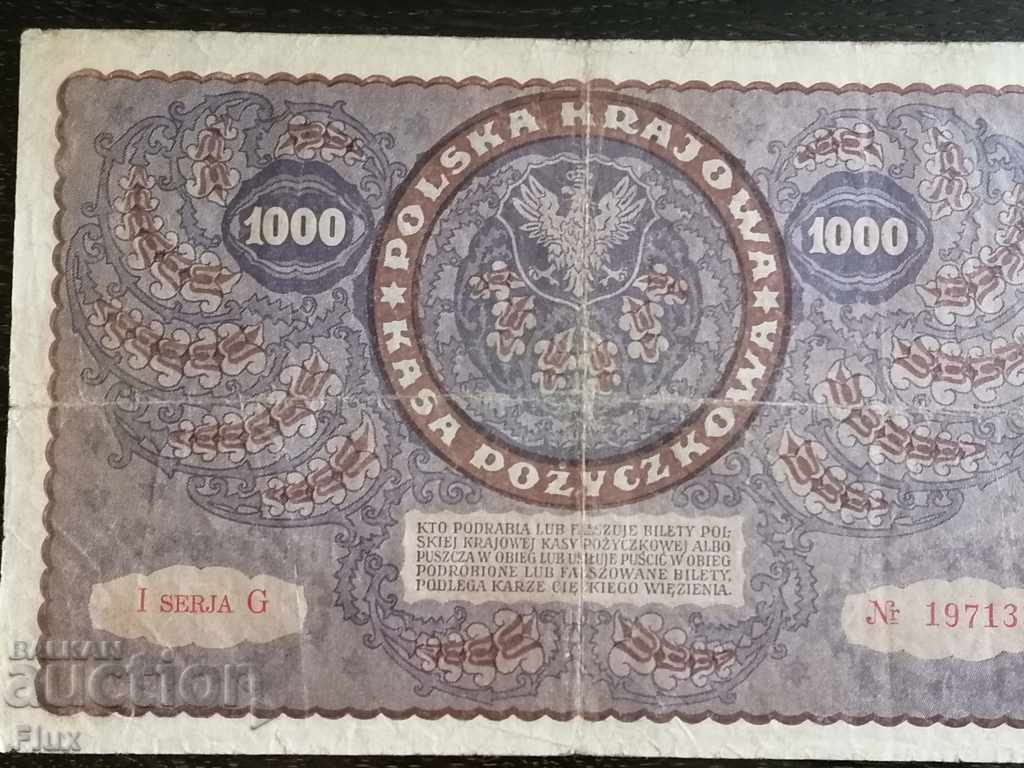 POLSKA KRAJOWA
KASA POŻYCZKOWA
1000
1000
KTO PODRABIA LUB FAŁSZUJE BILETY POL-
SKIEJ KRAJOWEJ KASY POŻYCZKOWEJ ALBO
PUSZCZA W OBIEG LUB USIŁUJE PUŚCIĆ W OBIEG
PODROBIONE LUB FAŁSZOWANE BILETY,
PODLEGA KARZE CIĘŻKIEGO WIĘZIENIA.
I SERJA G
Nr 19713
BALKAN
auction
Flux